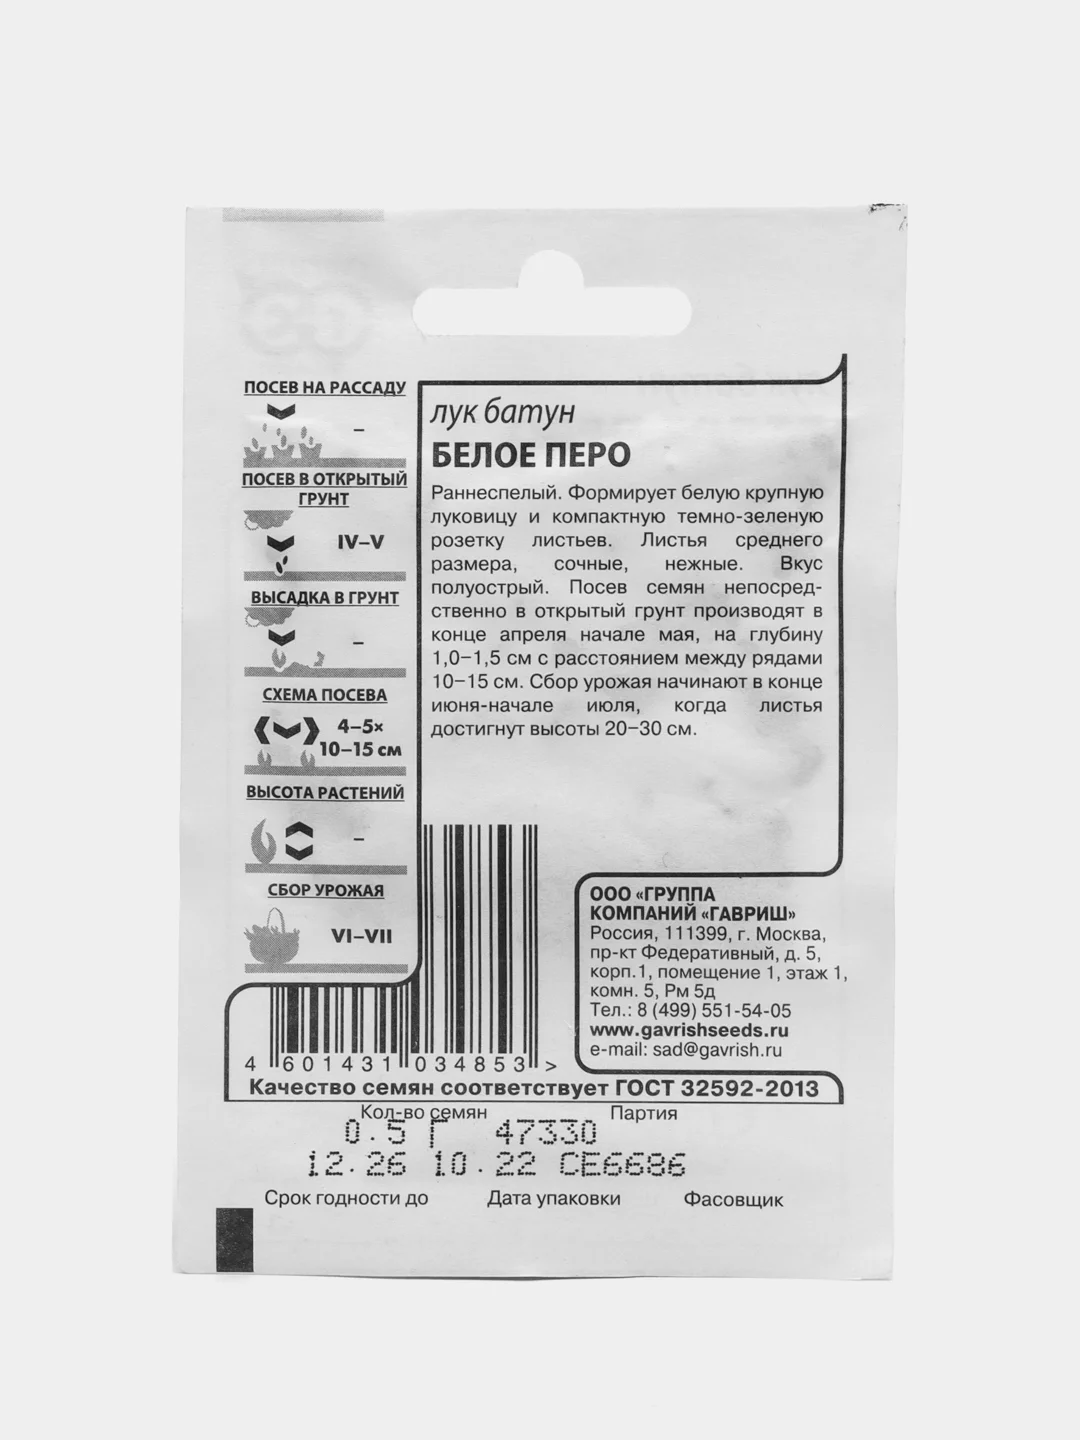 ПОСЕВ НА РАССАДУ
–
ПОСЕВ В ОТКРЫТЫЙ
ГРУНТ
IV–V
ВЫСАДКА В ГРУНТ
–
СХЕМА ПОСЕВА
4–5×
10–15 см
ВЫСОТА РАСТЕНИЙ
–
СБОР УРОЖАЯ
VI–VII
лук батун
БЕЛОЕ ПЕРО
Раннеспелый. Формирует белую крупную
луковицу и компактную темно-зеленую
розетку листьев. Листья среднего
размера, сочные, нежные. Вкус
полуострый. Посев семян непосред-
ственно в открытый грунт производят в
конце апреля начале мая, на глубину
1,0–1,5 см с расстоянием между рядами
10–15 см. Сбор урожая начинают в конце
июня-начале июля, когда листья
достигнут высоты 20–30 см.
ООО «ГРУППА
КОМПАНИЙ «ГАВРИШ»
Россия, 111399, г. Москва,
пр-кт Федеративный, д. 5,
корп.1, помещение 1, этаж 1,
комн. 5, Рм 5д
Тел.: 8 (499) 551-54-05
www.gavrishseeds.ru
e-mail: sad@gavrish.ru
4 601431 034853 >
Качество семян соответствует ГОСТ 32592-2013
Кол-во семян Партия
0.5 Г 47330
12.26 10.22 СЕ6686
Срок годности до Дата упаковки Фасовщик